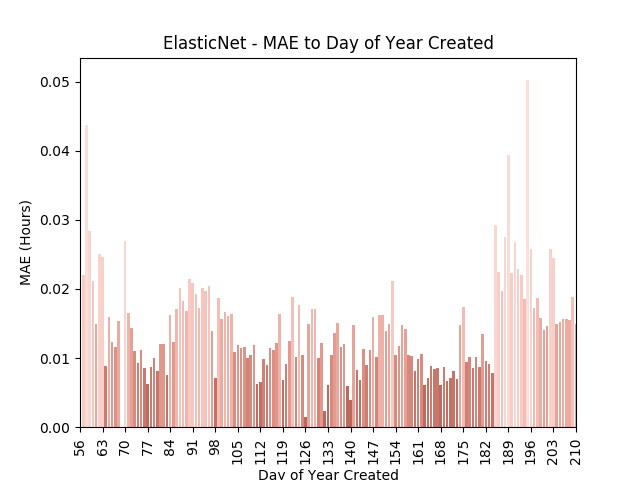 ElasticNet - MAE to Day of Year Created
0.05
0.04
0.03
0.02
0.01
0.00
MAE (Hours)
56 63 70 77 84 91 98 105 112 119 126 133 140 147 154 161 168 175 182 189 196 203 210
Day of Year Created